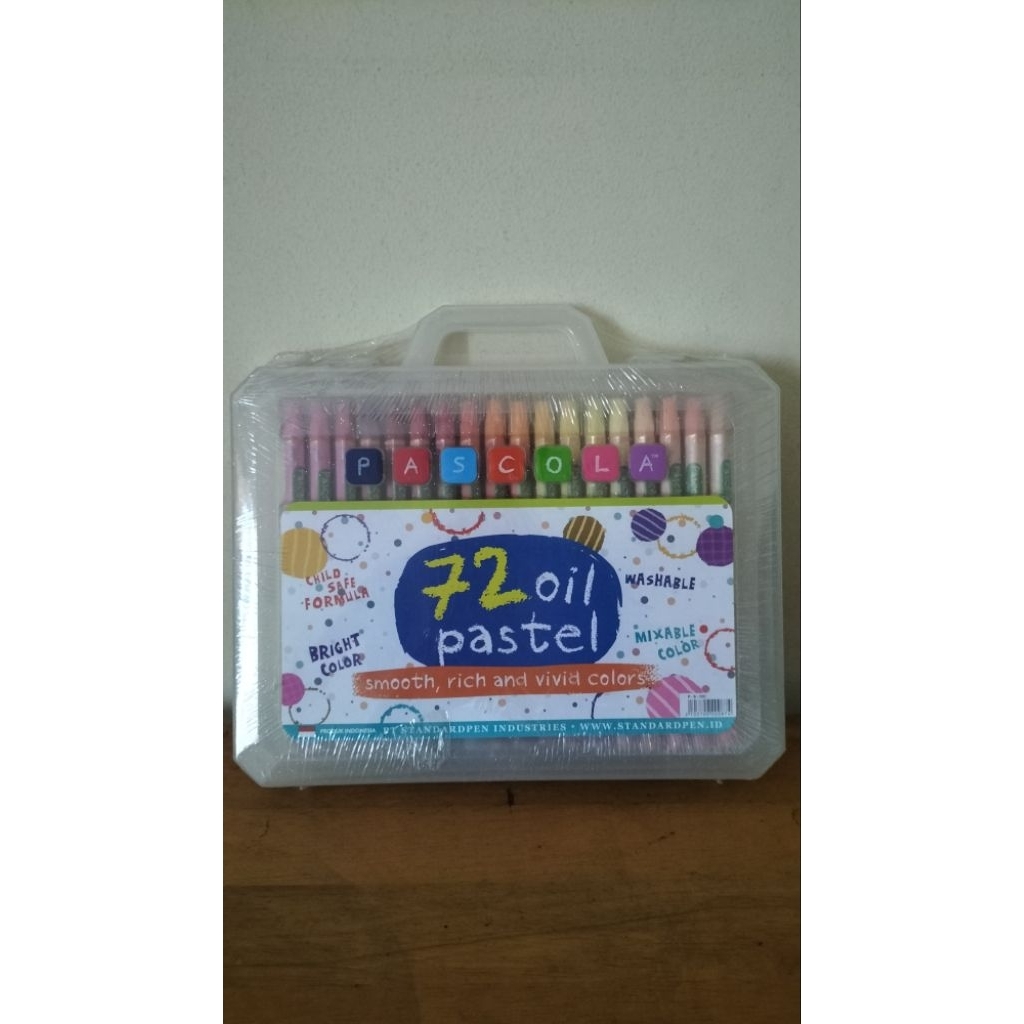 PASCOLA™
72 oil
pastel
smooth, rich and vivid colors
CHILD
SAFE
FORMULA
BRIGHT
COLOR
WASHABLE
MIXABLE
COLOR
PT STANDARDPEN INDUSTRIES • WWW.STANDARDPEN.ID